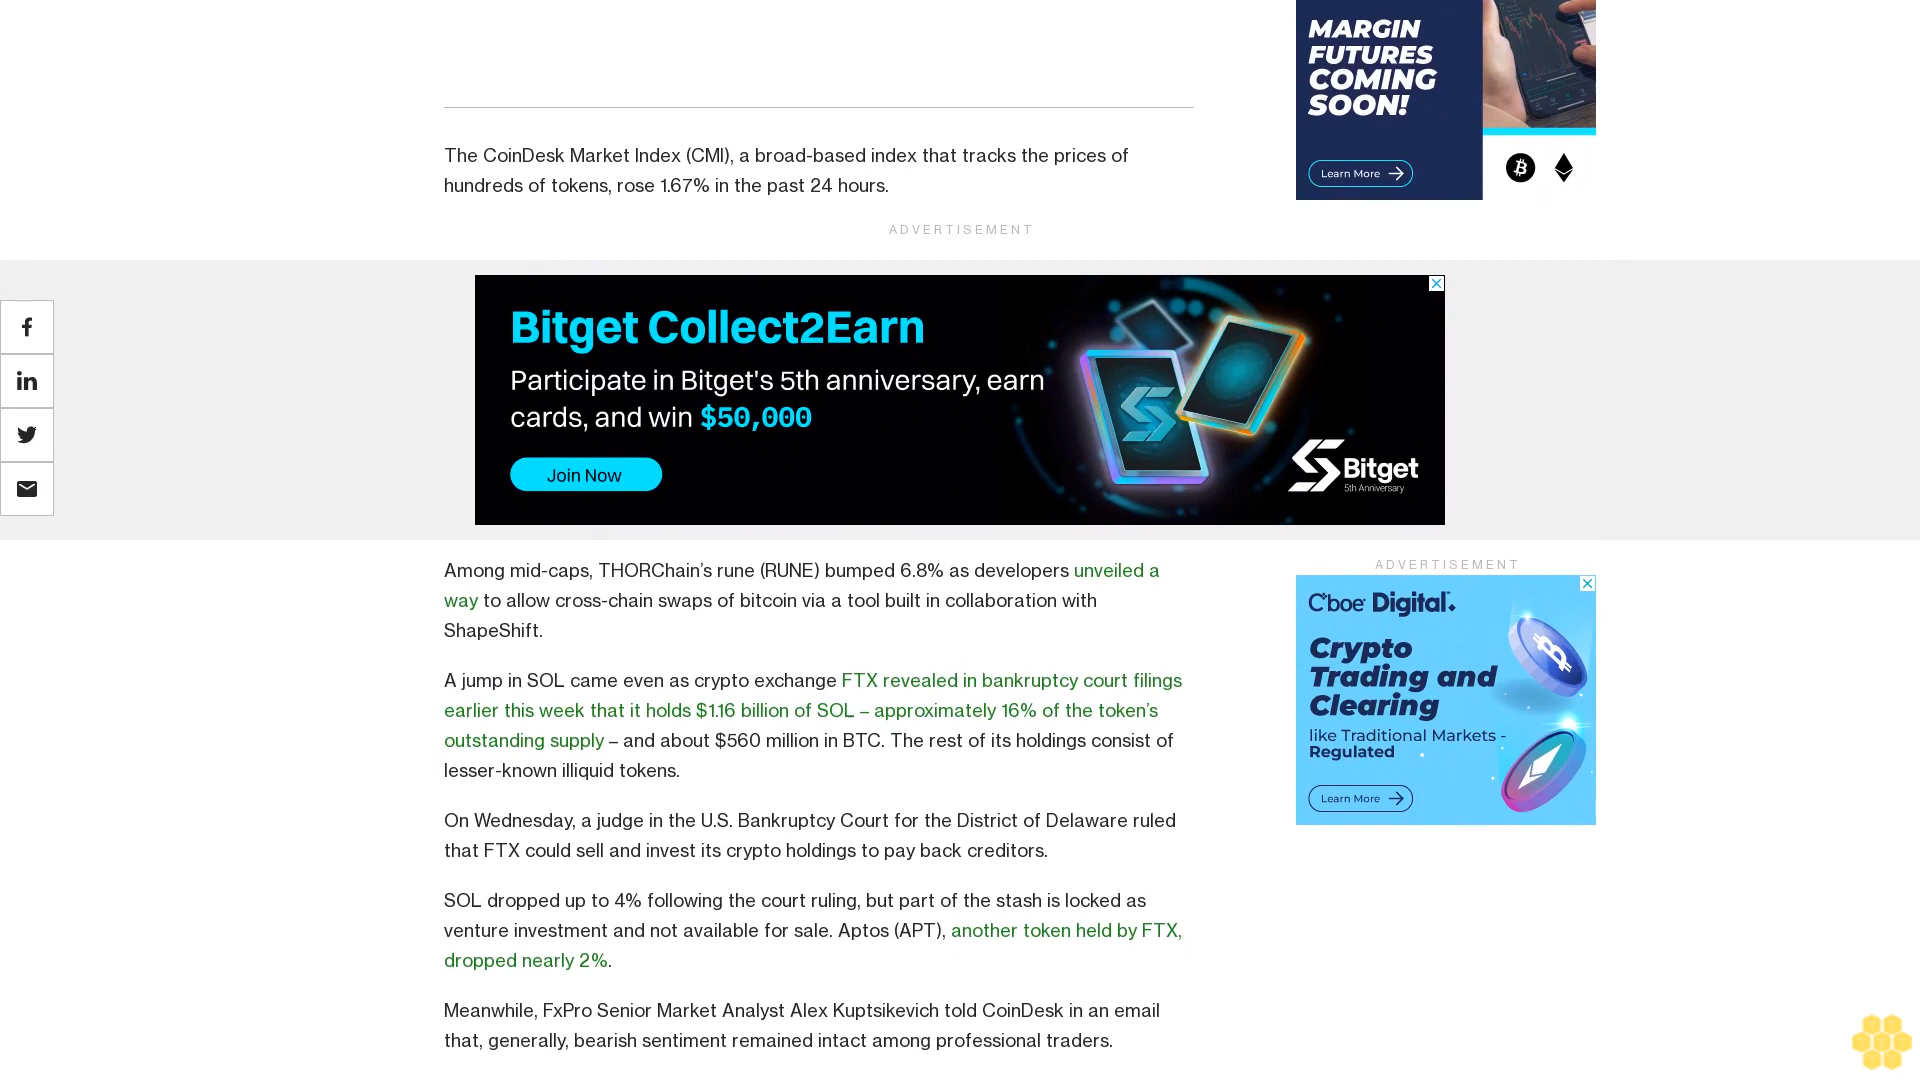 MARGIN
FUTURES
COMING
SOON!
Learn More
The CoinDesk Market Index (CMI), a broad-based index that tracks the prices of
hundreds of tokens, rose 1.67% in the past 24 hours.
ADVERTISEMENT
Bitget Collect2Earn
Participate in Bitget's 5th anniversary, earn
cards, and win $50,000
Join Now
Bitget
5th Anniversary
Among mid-caps, THORChain’s rune (RUNE) bumped 6.8% as developers unveiled a
way to allow cross-chain swaps of bitcoin via a tool built in collaboration with
ShapeShift.
A jump in SOL came even as crypto exchange FTX revealed in bankruptcy court filings
earlier this week that it holds $1.16 billion of SOL – approximately 16% of the token’s
outstanding supply – and about $560 million in BTC. The rest of its holdings consist of
lesser-known illiquid tokens.
On Wednesday, a judge in the U.S. Bankruptcy Court for the District of Delaware ruled
that FTX could sell and invest its crypto holdings to pay back creditors.
SOL dropped up to 4% following the court ruling, but part of the stash is locked as
venture investment and not available for sale. Aptos (APT), another token held by FTX,
dropped nearly 2%.
Meanwhile, FxPro Senior Market Analyst Alex Kuptsikevich told CoinDesk in an email
that, generally, bearish sentiment remained intact among professional traders.
ADVERTISEMENT
Cboe Digital
Crypto
Trading and
Clearing
like Traditional Markets -
Regulated
Learn More